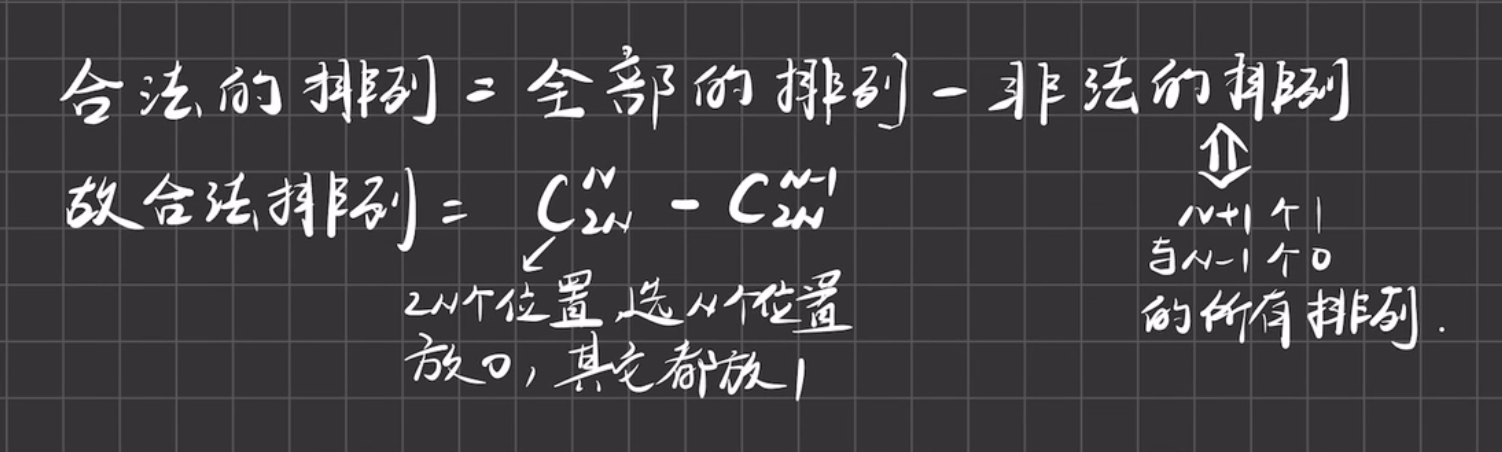 合法的排列=全部的排列-非法的排列
⇕
故合法排列= C_{2N}^{N} - C_{2N}^{N-1}
N+1个1
与N-1个0
的所有排列.
↙
2N个位置,选N个位置
放0,其它都放1